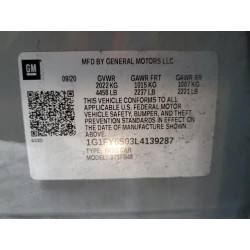 MFD BY GENERAL MOTORS LLC
GM
09/20 GVWR GAWR FRT GAWR RR
2022 KG 1015 KG 1007 KG
4458 LB 2237 LB 2221 LB
THIS VEHICLE CONFORMS TO ALL
APPLICABLE U.S. FEDERAL MOTOR
VEHICLE SAFETY, BUMPER, AND THEFT
PREVENTION STANDARDS IN EFFECT ON
THE DATE OF MANUFACTURE SHOWN
ABOVE.
S03L4139287